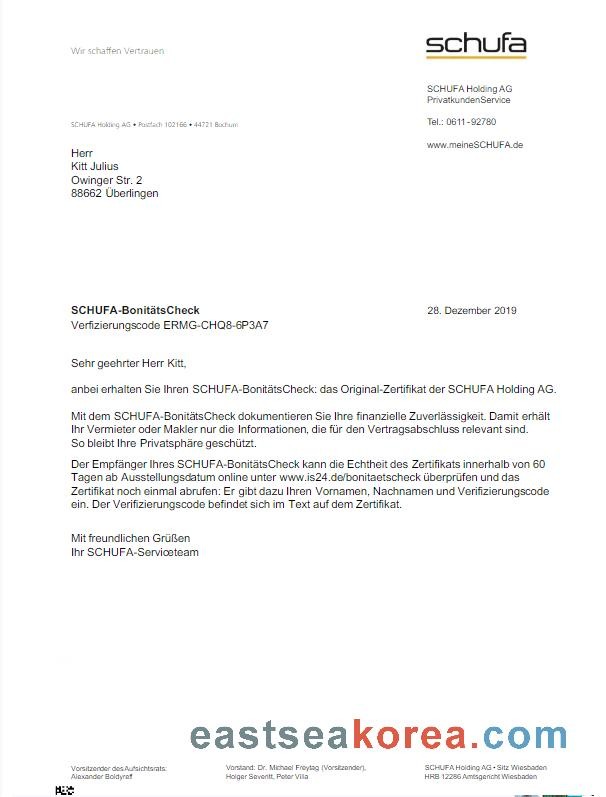 Wir schaffen Vertrauen
schufa
SCHUFA Holding AG
PrivatkundenService
Tel.: 0611-92780
www.meineSCHUFA.de
SCHUFA Holding AG • Postfach 102166 • 44721 Bochum
Herr
Kitt Julius
Owinger Str. 2
88662 Überlingen
SCHUFA-BonitätsCheck
28. Dezember 2019
Verfizierungscode ERMG-CHQ8-6P3A7
Sehr geehrter Herr Kitt,
anbei erhalten Sie Ihren SCHUFA-BonitätsCheck: das Original-Zertifikat der SCHUFA Holding AG.
Mit dem SCHUFA-BonitätsCheck dokumentieren Sie Ihre finanzielle Zuverlässigkeit. Damit erhält
Ihr Vermieter oder Makler nur die Informationen, die für den Vertragsabschluss relevant sind.
So bleibt Ihre Privatsphäre geschützt.
Der Empfänger Ihres SCHUFA-BonitätsCheck kann die Echtheit des Zertifikats innerhalb von 60
Tagen ab Ausstellungsdatum online unter www.is24.de/bonitaetscheck überprüfen und das
Zertifikat noch einmal abrufen: Er gibt dazu Ihren Vornamen, Nachnamen und Verifizierungscode
ein. Der Verifizierungscode befindet sich im Text auf dem Zertifikat.
Mit freundlichen Grüßen
Ihr SCHUFA-Serviceteam
eastseakorea.com
Vorsitzender des Aufsichtsrats:
Alexander Boldyreff
Vorstand: Dr. Michael Freytag (Vorsitzender),
Holger Severitt, Peter Villa
SCHUFA Holding AG • Sitz Wiesbaden
HRB 12286 Amtsgericht Wiesbaden